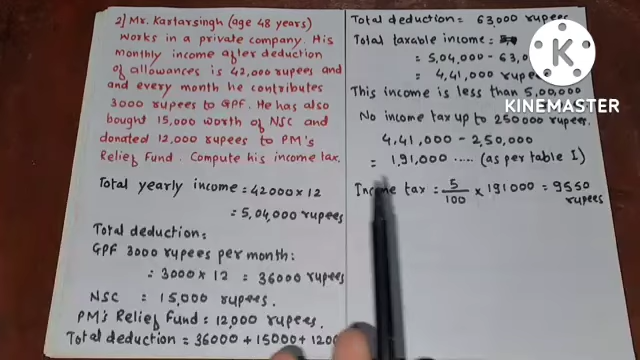 2] Mr. Kartarsingh (age 48 years)
works in a private company. His
monthly income after deduction
of allowances is 42,000 rupees and
and every month he contributes
3000 rupees to GPF. He has also
bought 15,000 worth of NSC and
donated 12,000 rupees to PM's
Relief Fund. Compute his income tax.
Total yearly income = 42000 × 12
= 5,04,000 rupees
Total deduction:
GPF 3000 rupees per month:
= 3000 × 12 = 36000 rupees
NSC = 15,000 rupees.
PM's Relief Fund = 12,000 rupees.
Total deduction = 36000 + 15000 + 1200
Total deduction = 63,000 rupees
Total taxable income =
= 5,04,000 - 63,0
= 4,41,000 rupe
This income is less than 5,00,000
No income tax up to 250000 rupees.
4,41,000 - 2,50,000
= 1,91,000 ..... (as per table I)
Income tax = 5/100 × 191000 = 9550
rupees
K
KINEMASTER